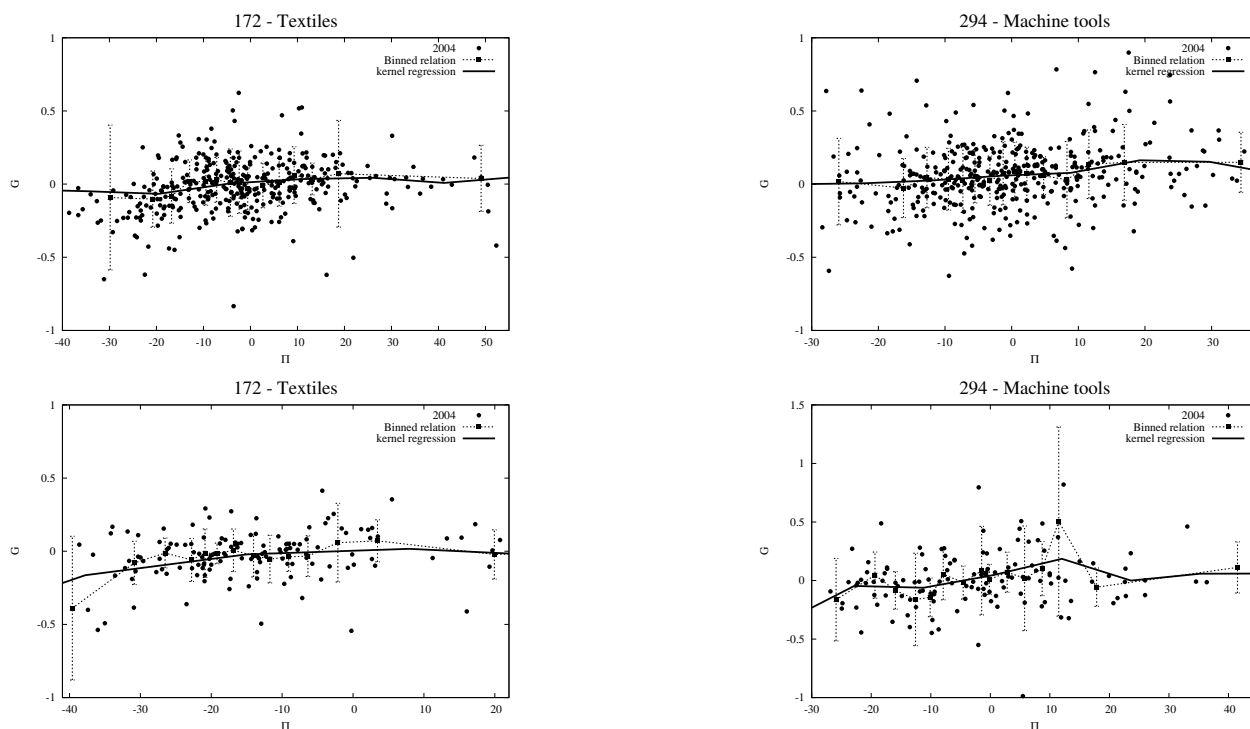 172 - Textiles
1
0.5
0
-0.5
-1
G
-40 -30 -20 -10 0 10 20 30 40 50
Π
2004
Binned relation
kernel regression
294 - Machine tools
1
0.5
0
-0.5
-1
G
-30 -20 -10 0 10 20 30
Π
2004
Binned relation
kernel regression
172 - Textiles
1
0.5
0
-0.5
-1
G
-40 -30 -20 -10 0 10 20
Π
2004
Binned relation
kernel regression
294 - Machine tools
1.5
1
0.5
0
-0.5
-1
G
-30 -20 -10 0 10 20 30 40
Π
2004
Binned relation
kernel regression